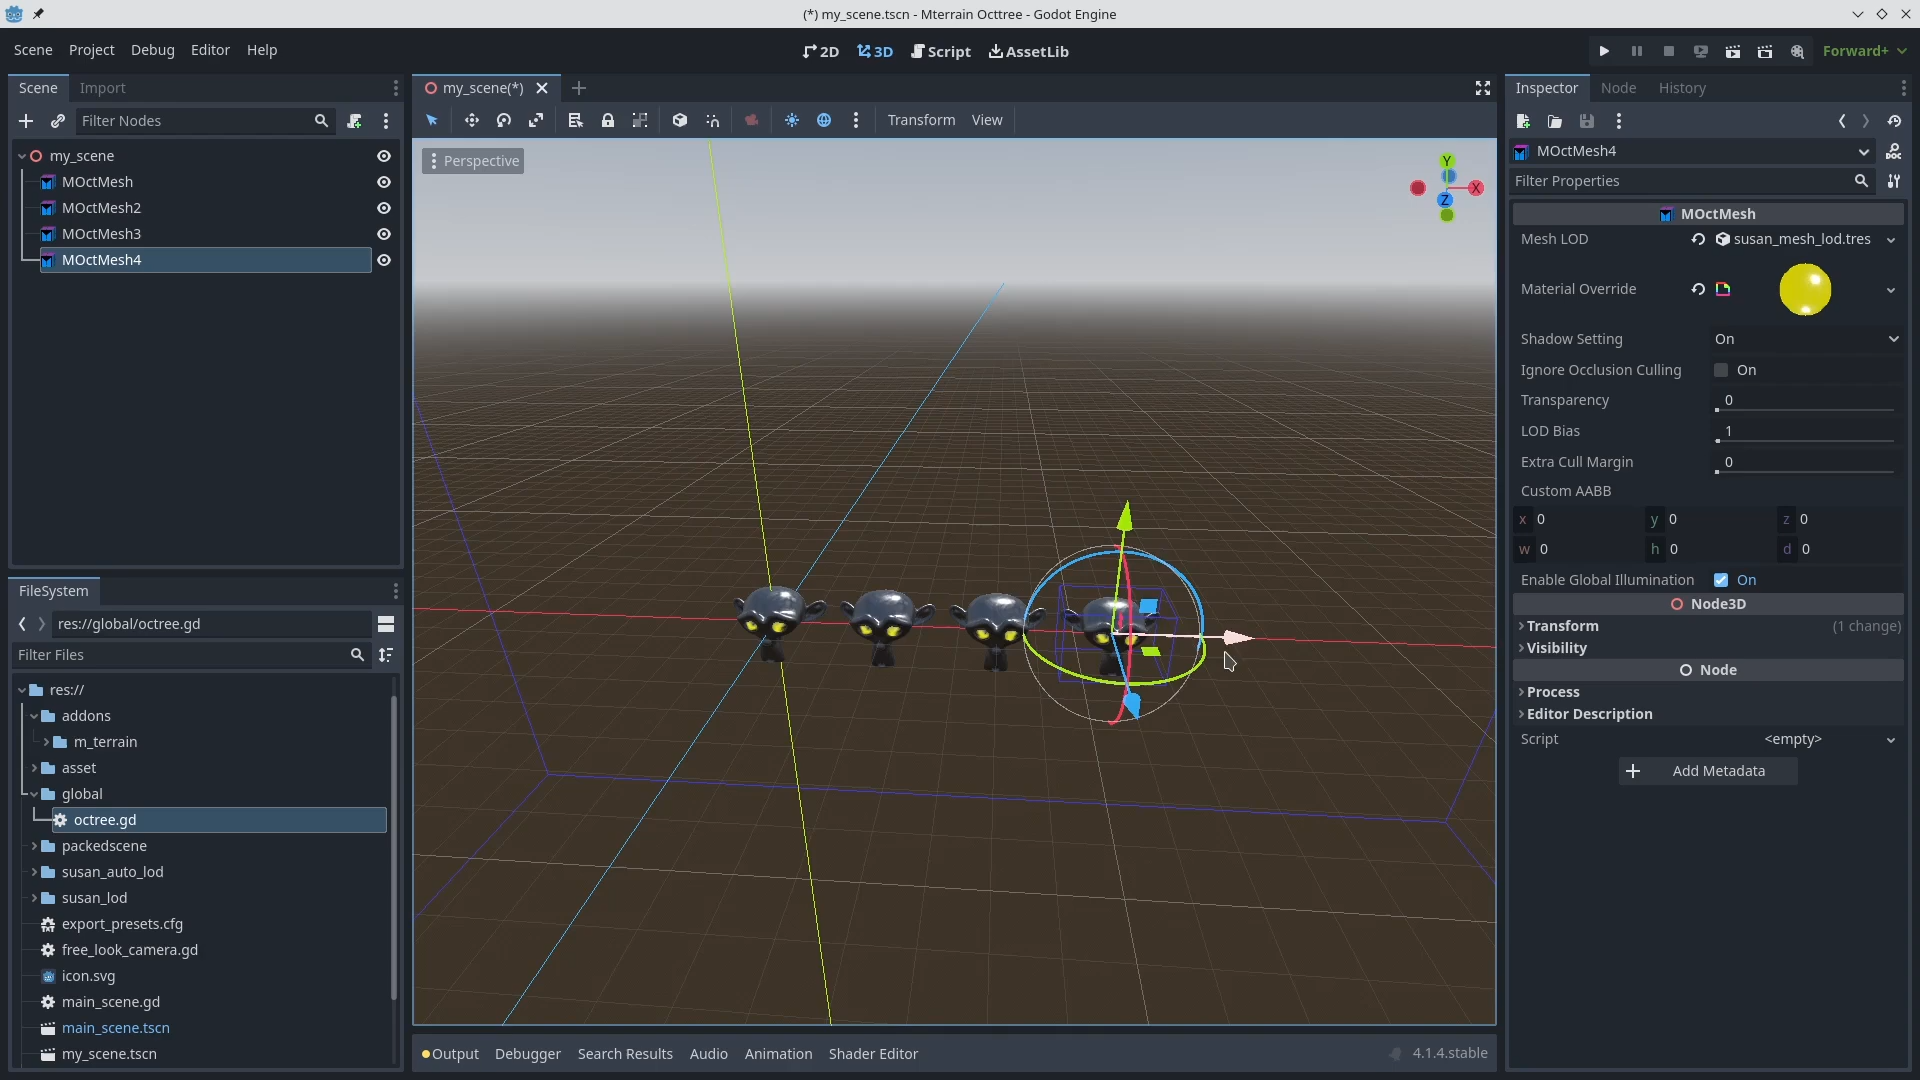 (*) my_scene.tscn - Mterrain Octtree - Godot Engine
Scene Project Debug Editor Help
2D 3D Script AssetLib
Forward+
Scene Import
Filter Nodes
my_scene
MOctMesh
MOctMesh2
MOctMesh3
MOctMesh4
FileSystem
res://global/octree.gd
Filter Files
res://
addons
m_terrain
asset
global
octree.gd
packedscene
susan_auto_lod
susan_lod
export_presets.cfg
free_look_camera.gd
icon.svg
main_scene.gd
main_scene.tscn
my_scene.tscn
my_scene(*)
Transform View
Perspective
Y
X
Z
Output Debugger Search Results Audio Animation Shader Editor
4.1.4.stable
Inspector Node History
MOctMesh4
DOC
Filter Properties
MOctMesh
Mesh LOD susan_mesh_lod.tres
Material Override
Shadow Setting On
Ignore Occlusion Culling On
Transparency 0
LOD Bias 1
Extra Cull Margin 0
Custom AABB
x 0 y 0 z 0
w 0 h 0 d 0
Enable Global Illumination On
Node3D
Transform (1 change)
Visibility
Node
Process
Editor Description
Script <empty>
Add Metadata